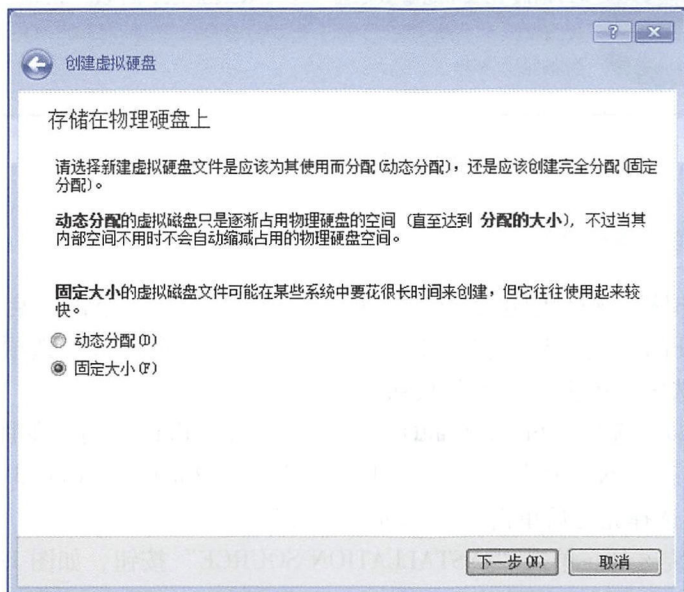 创建虚拟硬盘
存储在物理硬盘上
请选择新建虚拟硬盘文件是应该为其使用而分配(动态分配)，还是应该创建完全分配(固定
分配)。
动态分配的虚拟磁盘只是逐渐占用物理硬盘的空间 (直至达到 分配的大小)，不过当其
内部空间不用时不会自动缩减占用的物理硬盘空间。
固定大小的虚拟磁盘文件可能在某些系统中要花很长时间来创建，但它往往使用起来较
快。
动态分配(D)
固定大小(F)
STALLATION SOURCE" 按钮，如图
下一步(N)
取消